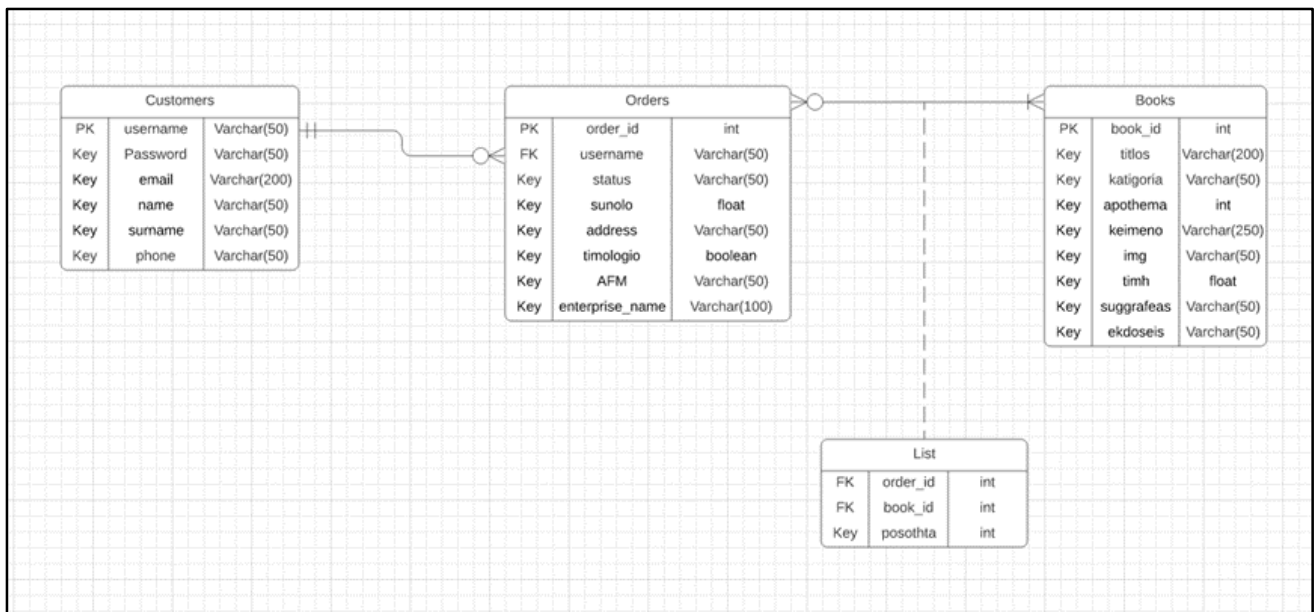 Customers
PK username Varchar(50)
Key Password Varchar(50)
Key email Varchar(200)
Key name Varchar(50)
Key surname Varchar(50)
Key phone Varchar(50)
Orders
PK order_id int
FK username Varchar(50)
Key status Varchar(50)
Key sunolo float
Key address Varchar(50)
Key timologio boolean
Key AFM Varchar(50)
Key enterprise_name Varchar(100)
Books
PK book_id int
Key titlos Varchar(200)
Key katigoria Varchar(50)
Key apothema int
Key keimeno Varchar(250)
Key img Varchar(50)
Key timh float
Key suggrafeas Varchar(50)
Key ekdoseis Varchar(50)
List
FK order_id int
FK book_id int
Key posothta int